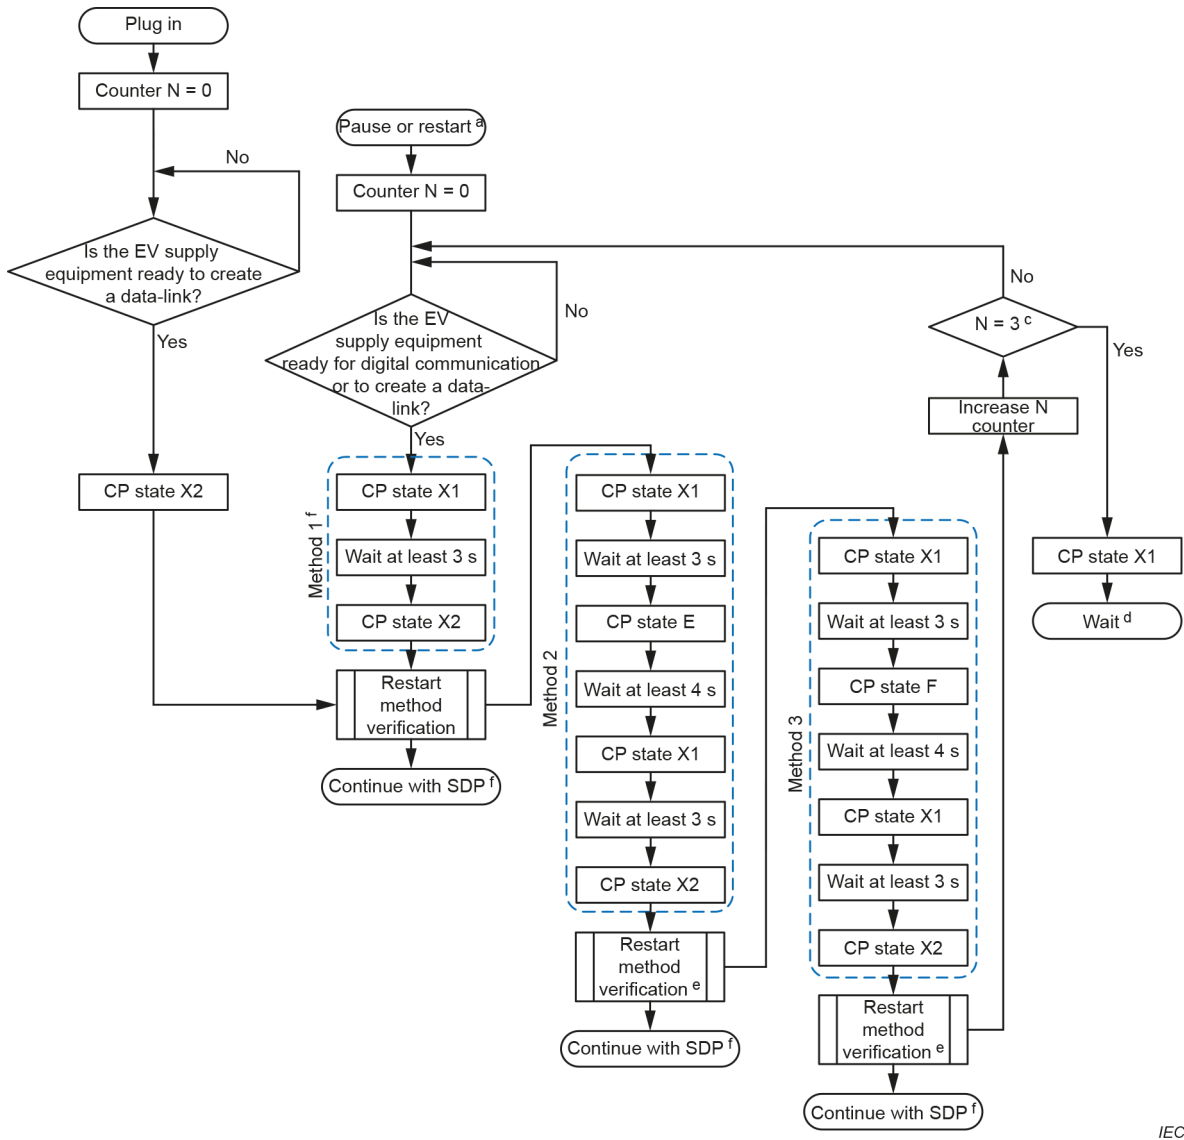 Plug in
Counter N = 0
No
Is the EV supply
equipment ready to create
a data-link?
Yes
CP state X2
Pause or restart a
Counter N = 0
No
Is the EV
supply equipment
ready for digital communication
or to create a data-
link?
Yes
Method 1 f
CP state X1
Wait at least 3 s
CP state X2
Restart
method
verification
Continue with SDP f
Method 2
CP state X1
Wait at least 3 s
CP state E
Wait at least 4 s
CP state X1
Wait at least 3 s
CP state X2
Restart
method
verification e
Continue with SDP f
Method 3
CP state X1
Wait at least 3 s
CP state F
Wait at least 4 s
CP state X1
Wait at least 3 s
CP state X2
Restart
method
verification e
Continue with SDP f
No
N = 3 c
Yes
Increase N
counter
CP state X1
Wait d
IEC